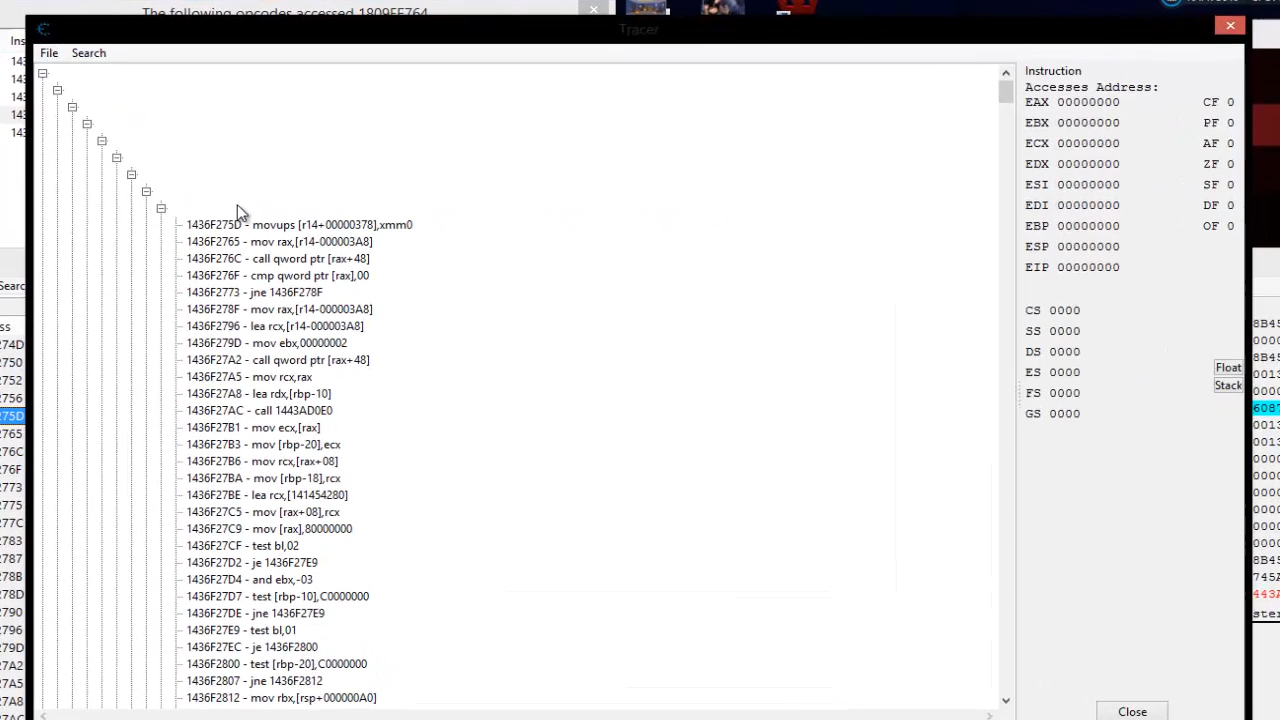 The following opcodes accessed 1809FE764
Tracer
File Search
Ins
Instruction
Accesses Address:
EAX 00000000 CF 0
EBX 00000000 PF 0
ECX 00000000 AF 0
EDX 00000000 ZF 0
ESI 00000000 SF 0
EDI 00000000 DF 0
EBP 00000000 OF 0
ESP 00000000
EIP 00000000
CS 0000
SS 0000
DS 0000
ES 0000
FS 0000
GS 0000
Float
Stack
1436F275D - movups [r14+00000378],xmm0
1436F2765 - mov rax,[r14-000003A8]
1436F276C - call qword ptr [rax+48]
1436F276F - cmp qword ptr [rax],00
1436F2773 - jne 1436F278F
1436F278F - mov rax,[r14-000003A8]
1436F2796 - lea rcx,[r14-000003A8]
1436F279D - mov ebx,00000002
1436F27A2 - call qword ptr [rax+48]
1436F27A5 - mov rcx,rax
1436F27A8 - lea rdx,[rbp-10]
1436F27AC - call 1443AD0E0
1436F27B1 - mov ecx,[rax]
1436F27B3 - mov [rbp-20],ecx
1436F27B6 - mov rcx,[rax+08]
1436F27BA - mov [rbp-18],rcx
1436F27BE - lea rcx,[141454280]
1436F27C5 - mov [rax+08],rcx
1436F27C9 - mov [rax],80000000
1436F27CF - test bl,02
1436F27D2 - je 1436F27E9
1436F27D4 - and ebx,-03
1436F27D7 - test [rbp-10],C0000000
1436F27DE - jne 1436F27E9
1436F27E9 - test bl,01
1436F27EC - je 1436F2800
1436F2800 - test [rbp-20],C0000000
1436F2807 - jne 1436F2812
1436F2812 - mov rbx,[rsp+000000A0]
Close